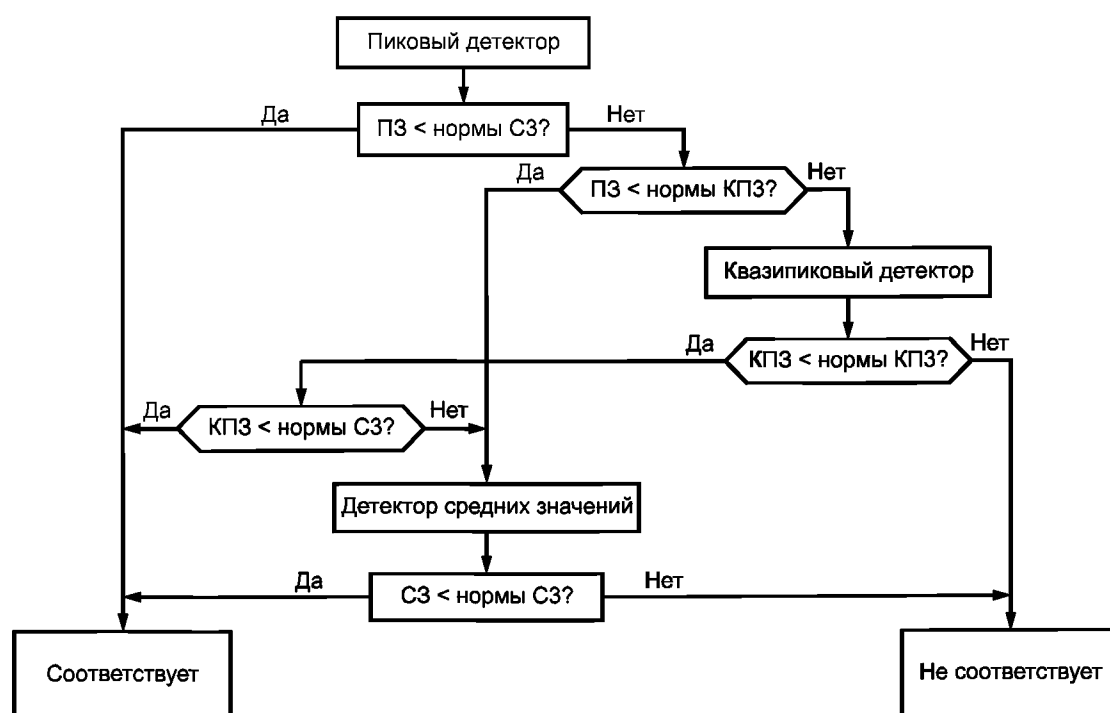 Пиковый детектор
Да
ПЗ < нормы СЗ?
Нет
Да
ПЗ < нормы КПЗ?
Нет
Квазипиковый детектор
Да
КПЗ < нормы КПЗ?
Нет
Да
КПЗ < нормы СЗ?
Нет
Детектор средних значений
Да
СЗ < нормы СЗ?
Нет
Соответствует
Не соответствует